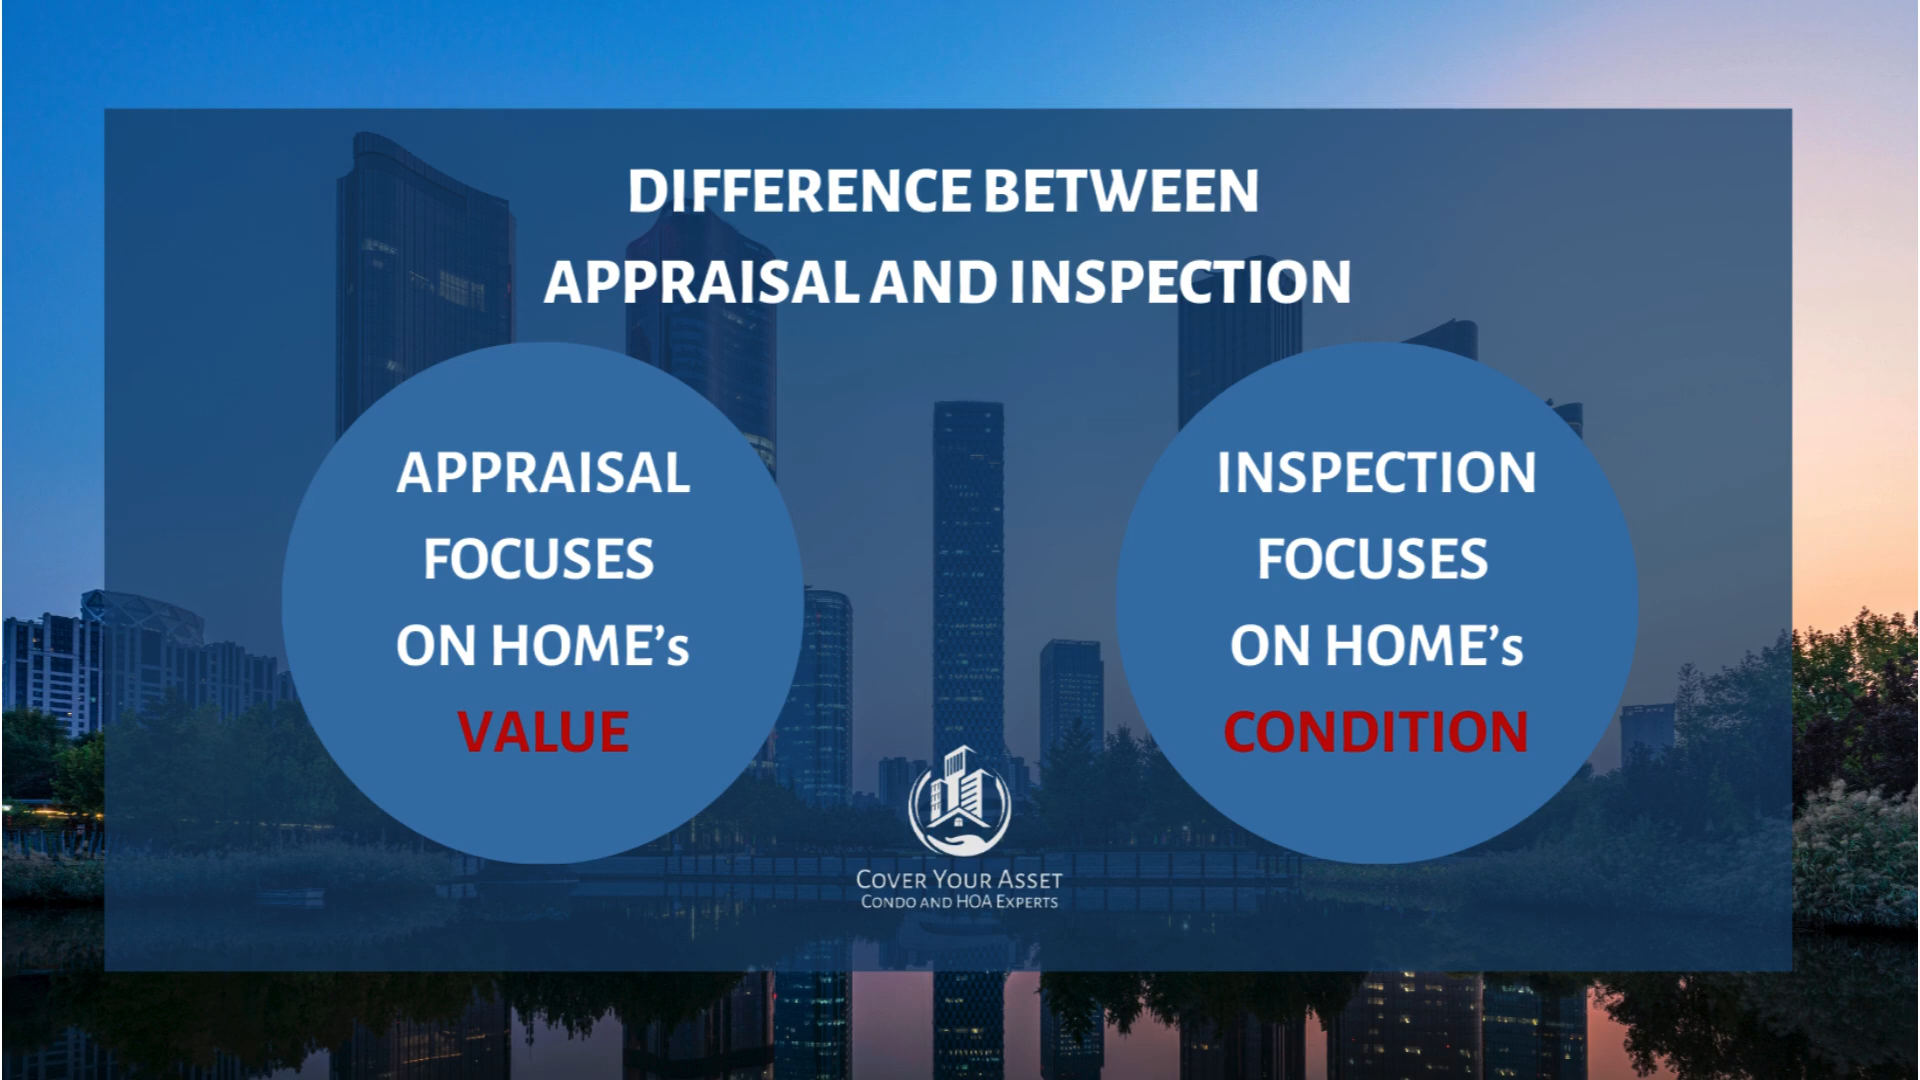 DIFFERENCE BETWEEN
APPRAISAL AND INSPECTION
APPRAISAL
FOCUSES
ON HOME’s
VALUE
INSPECTION
FOCUSES
ON HOME’s
CONDITION
COVER YOUR ASSET
CONDO AND HOA EXPERTS